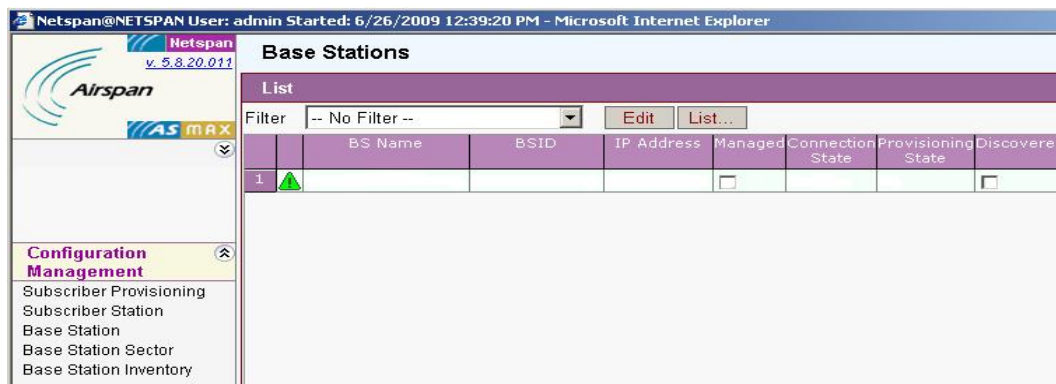 Netspan@NETSPAN User: admin Started: 6/26/2009 12:39:20 PM - Microsoft Internet Explorer
Netspan
v. 5.8.20.011
Airspan
AS MAX
Configuration
Management
Subscriber Provisioning
Subscriber Station
Base Station
Base Station Sector
Base Station Inventory
Base Stations
List
Filter -- No Filter -- Edit List...
BS Name BSID IP Address Managed Connection State Provisioning State Discovere
1